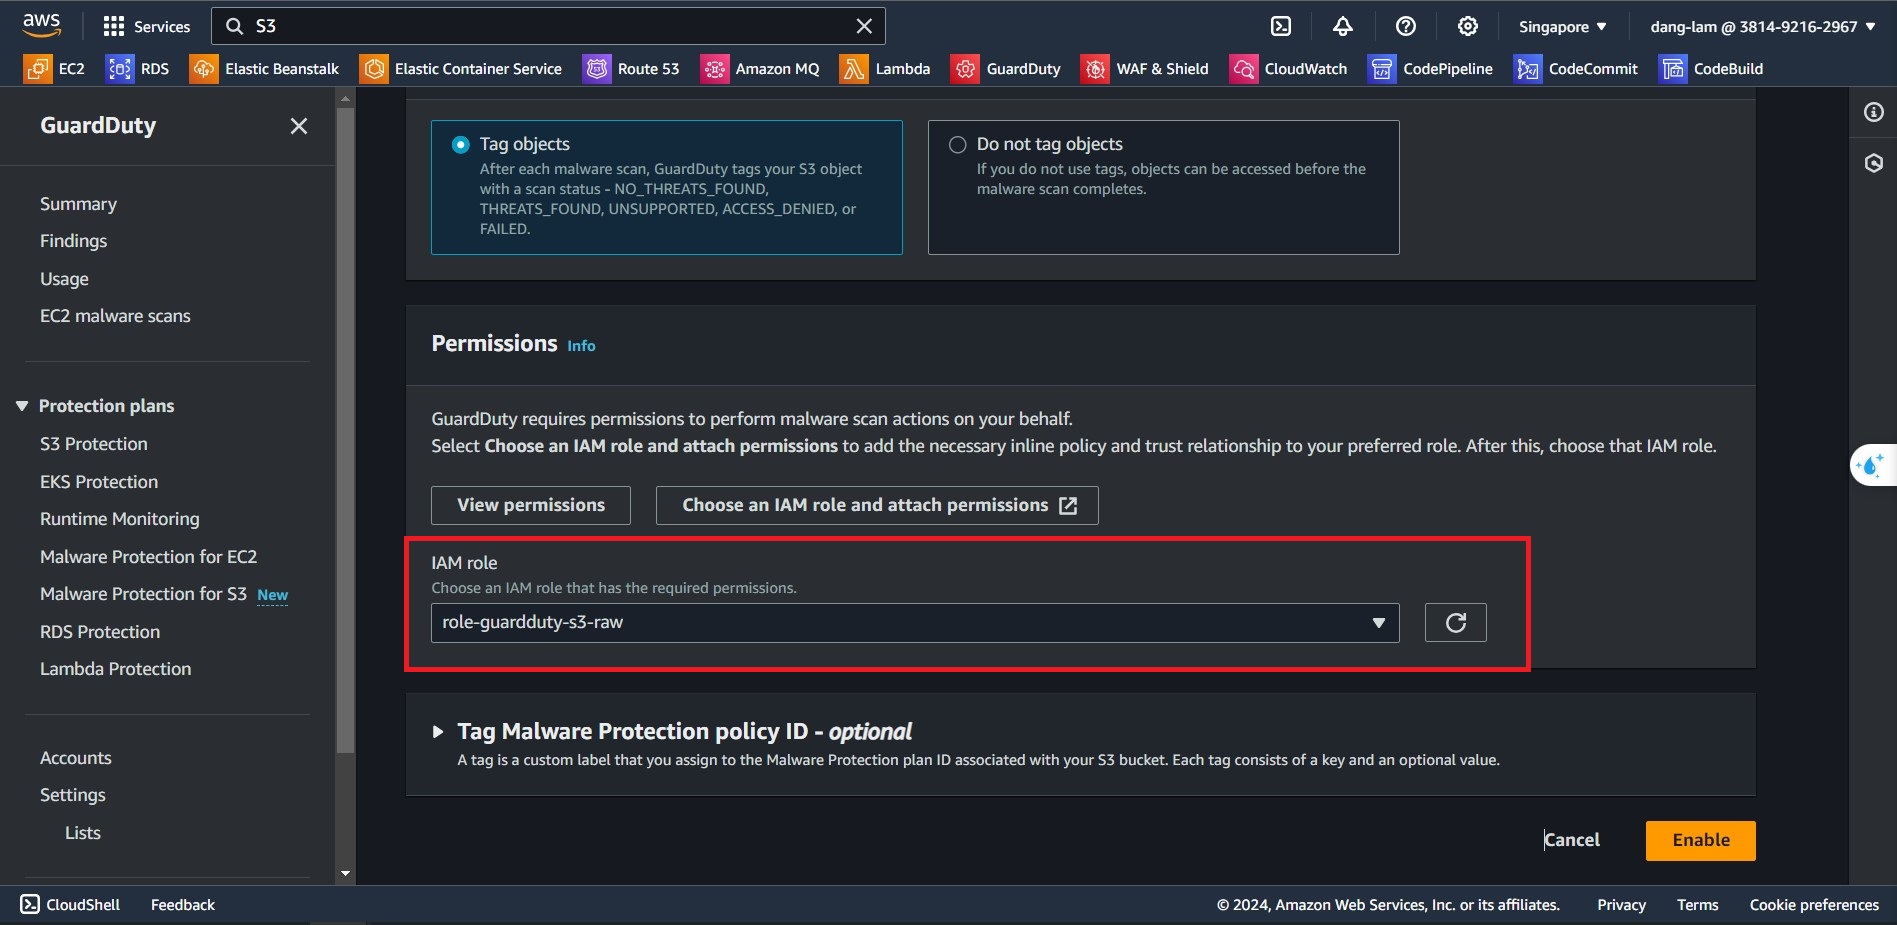 aws
Services
S3
Singapore
dang-lam @ 3814-9216-2967
EC2
RDS
Elastic Beanstalk
Elastic Container Service
Route 53
Amazon MQ
Lambda
GuardDuty
WAF & Shield
CloudWatch
CodePipeline
CodeCommit
CodeBuild
GuardDuty
Summary
Findings
Usage
EC2 malware scans
Protection plans
S3 Protection
EKS Protection
Runtime Monitoring
Malware Protection for EC2
Malware Protection for S3 New
RDS Protection
Lambda Protection
Accounts
Settings
Lists
Tag objects
After each malware scan, GuardDuty tags your S3 object
with a scan status - NO_THREATS_FOUND,
THREATS_FOUND, UNSUPPORTED, ACCESS_DENIED, or
FAILED.
Do not tag objects
If you do not use tags, objects can be accessed before the
malware scan completes.
Permissions Info
GuardDuty requires permissions to perform malware scan actions on your behalf.
Select Choose an IAM role and attach permissions to add the necessary inline policy and trust relationship to your preferred role. After this, choose that IAM role.
View permissions
Choose an IAM role and attach permissions
IAM role
Choose an IAM role that has the required permissions.
role-guardduty-s3-raw
Tag Malware Protection policy ID - optional
A tag is a custom label that you assign to the Malware Protection plan ID associated with your S3 bucket. Each tag consists of a key and an optional value.
Cancel
Enable
CloudShell
Feedback
© 2024, Amazon Web Services, Inc. or its affiliates.
Privacy
Terms
Cookie preferences